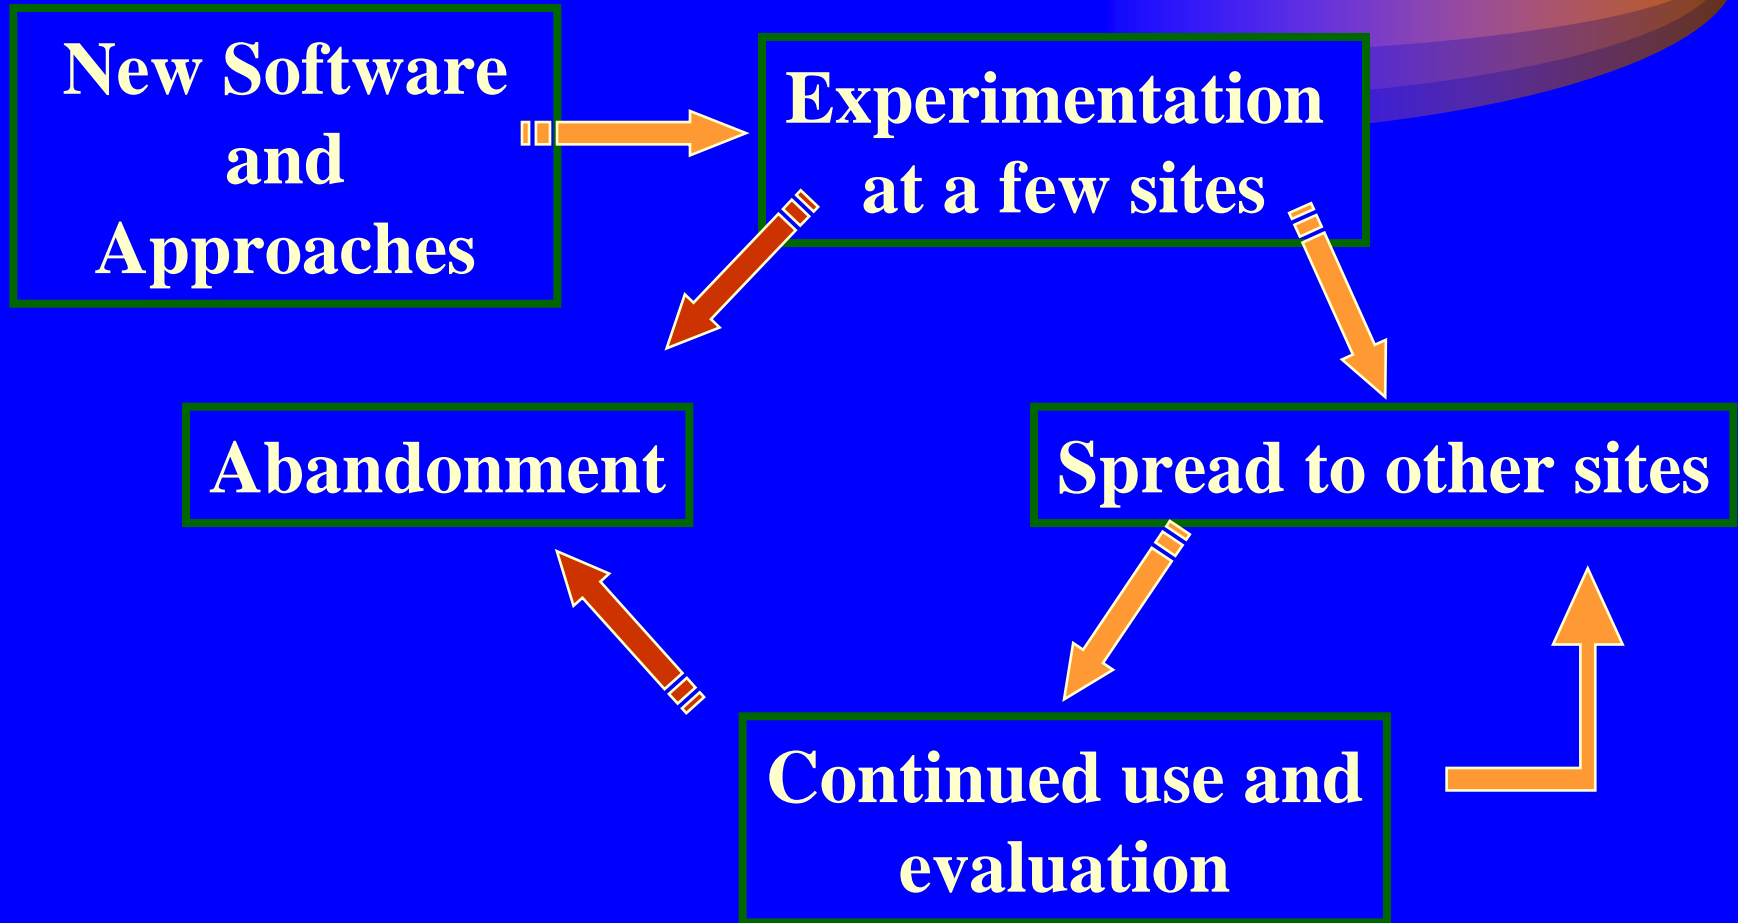 New Software
and
Approaches
Experimentation
at a few sites
Abandonment
Spread to other sites
Continued use and
evaluation